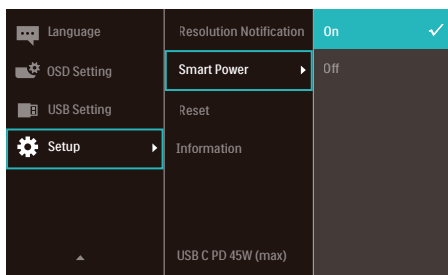 Language
OSD Setting
USB Setting
Setup
Resolution Notification
Smart Power
Reset
Information
USB C PD 45W (max)
On
Off